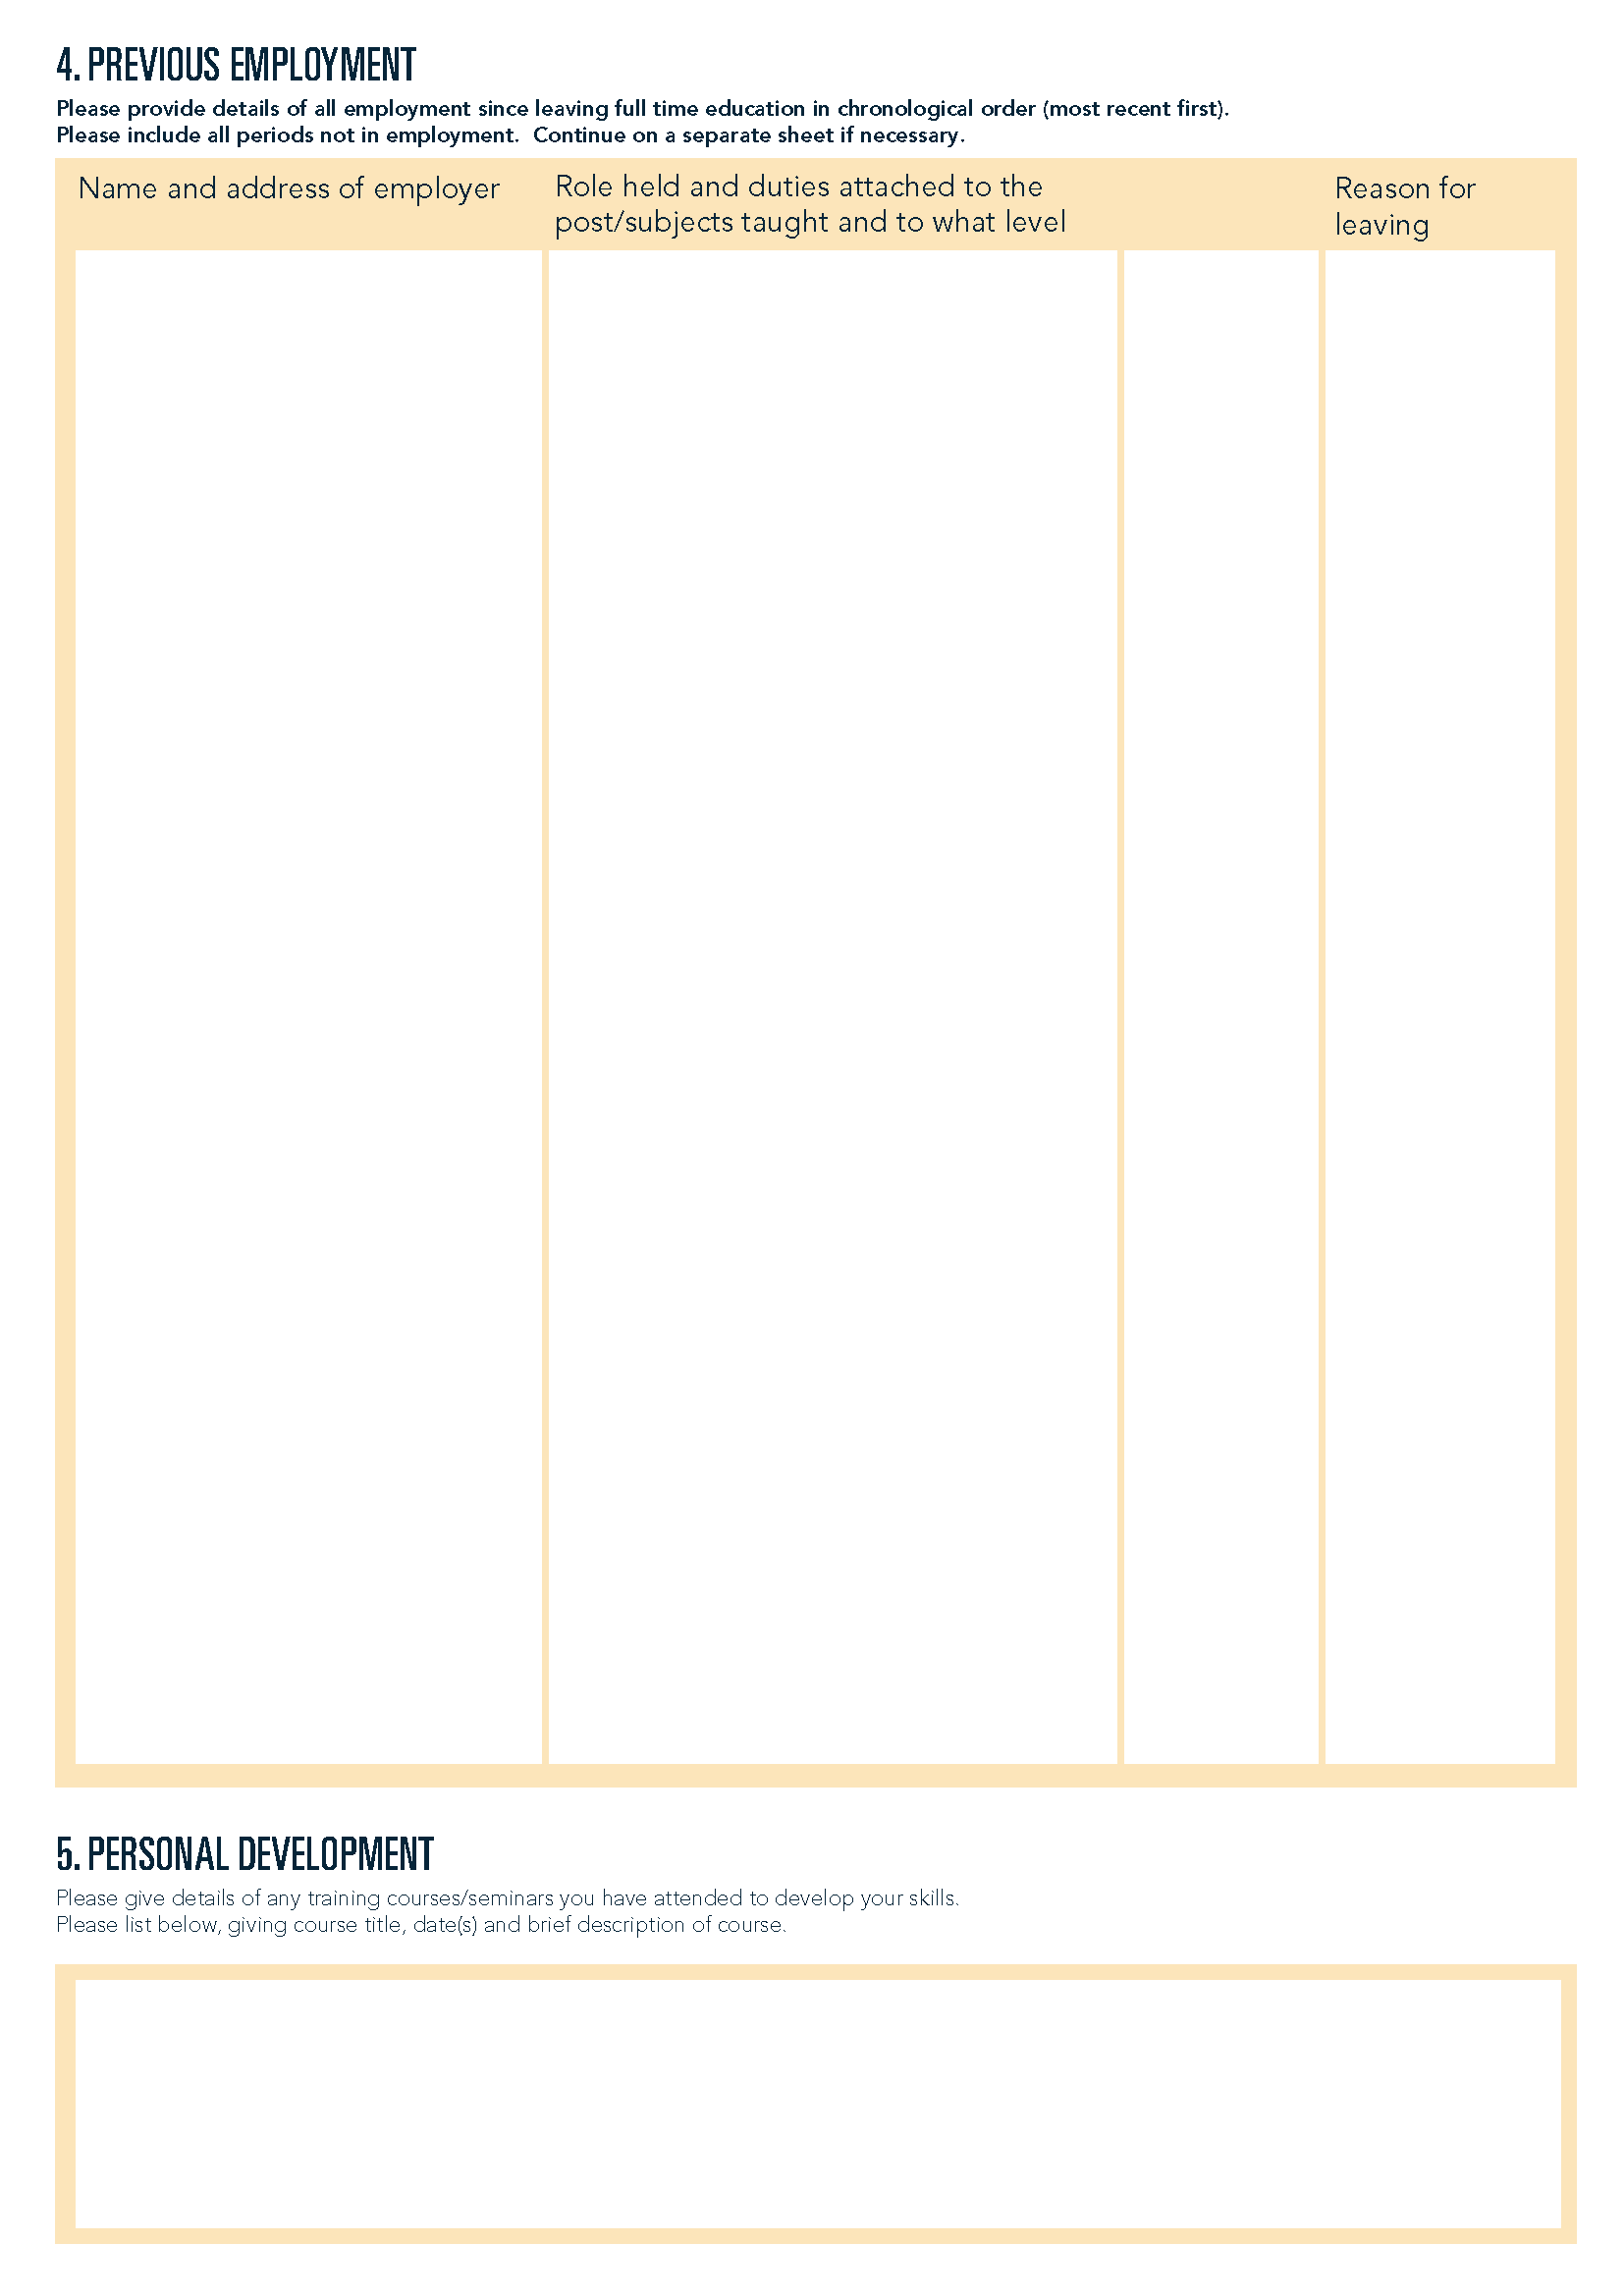 4. PREVIOUS EMPLOYMENT
Please provide details of all employment since leaving full time education in chronological order (most recent first).
Please include all periods not in employment.  Continue on a separate sheet if necessary.
Name and address of employer
Role held and duties attached to the
post/subjects taught and to what level
Reason for
leaving
5. PERSONAL DEVELOPMENT
Please give details of any training courses/seminars you have attended to develop your skills.
Please list below, giving course title, date(s) and brief description of course.